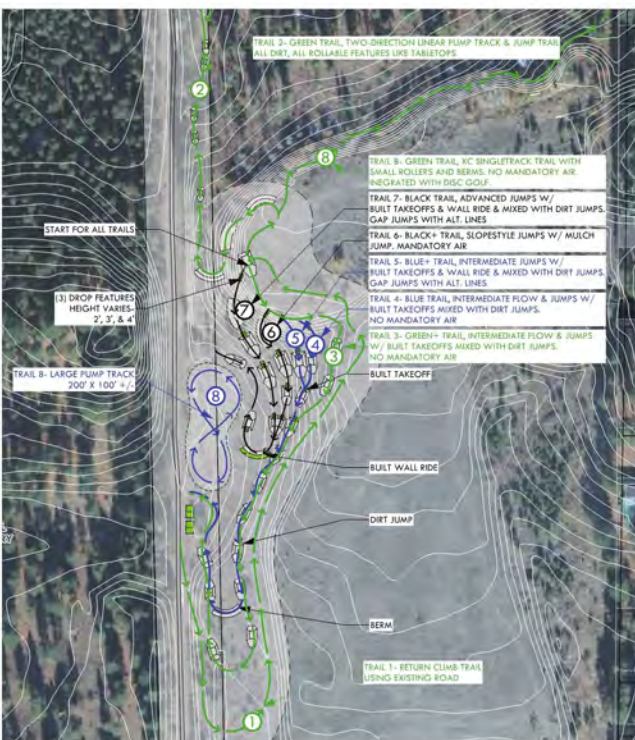 TRAIL 2- GREEN TRAIL, TWO-DIRECTION LINEAR PUMP TRACK & JUMP TRAIL
ALL DIRT, ALL ROLLABLE FEATURES LIKE TABLETOPS
2
8
TRAIL 8- GREEN TRAIL, XC SINGLETRACK TRAIL WITH
SMALL ROLLERS AND BERMS. NO MANDATORY AIR.
INEGRATED WITH DISC GOLF.
TRAIL 7- BLACK TRAIL, ADVANCED JUMPS W/
BUILT TAKEOFFS & WALL RIDE & MIXED WITH DIRT JUMPS.
GAP JUMPS WITH ALT. LINES
START FOR ALL TRAILS
TRAIL 6- BLACK+ TRAIL, SLOPESTYLE JUMPS W/ MULCH
JUMP. MANDATORY AIR
TRAIL 5- BLUE+ TRAIL, INTERMEDIATE JUMPS W/
BUILT TAKEOFFS & WALL RIDE & MIXED WITH DIRT JUMPS.
GAP JUMPS WITH ALT. LINES
(3) DROP FEATURES
HEIGHT VARIES-
2', 3', & 4'
TRAIL 4- BLUE TRAIL, INTERMEDIATE FLOW & JUMPS W/
BUILT TAKEOFFS MIXED WITH DIRT JUMPS.
NO MANDATORY AIR
7
6
5
4
3
TRAIL 3- GREEN+ TRAIL, INTERMEDIATE FLOW & JUMPS
W/ BUILT TAKEOFFS MIXED WITH DIRT JUMPS.
NO MANDATORY AIR
TRAIL 8- LARGE PUMP TRACK
200' X 100' +/-
BUILT TAKEOFF
8
BUILT WALL RIDE
DIRT JUMP
BERM
TRAIL 1- RETURN CLIMB TRAIL
USING EXISTING ROAD
1